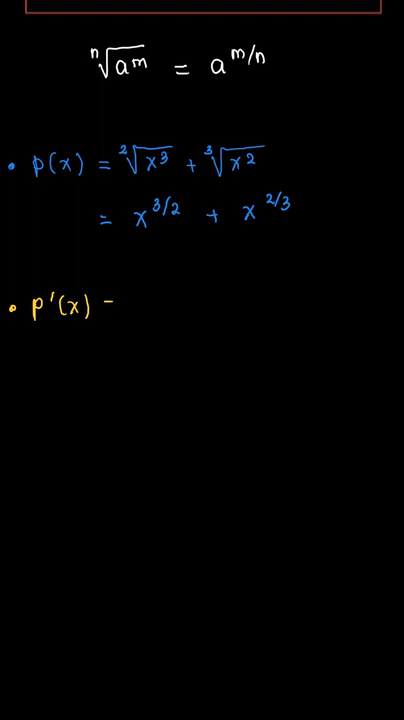 ⁿ√aᵐ = a^m/n
• p(x) = ²√x³ + ³√x²
= x^3/2 + x^2/3
• p'(x) -